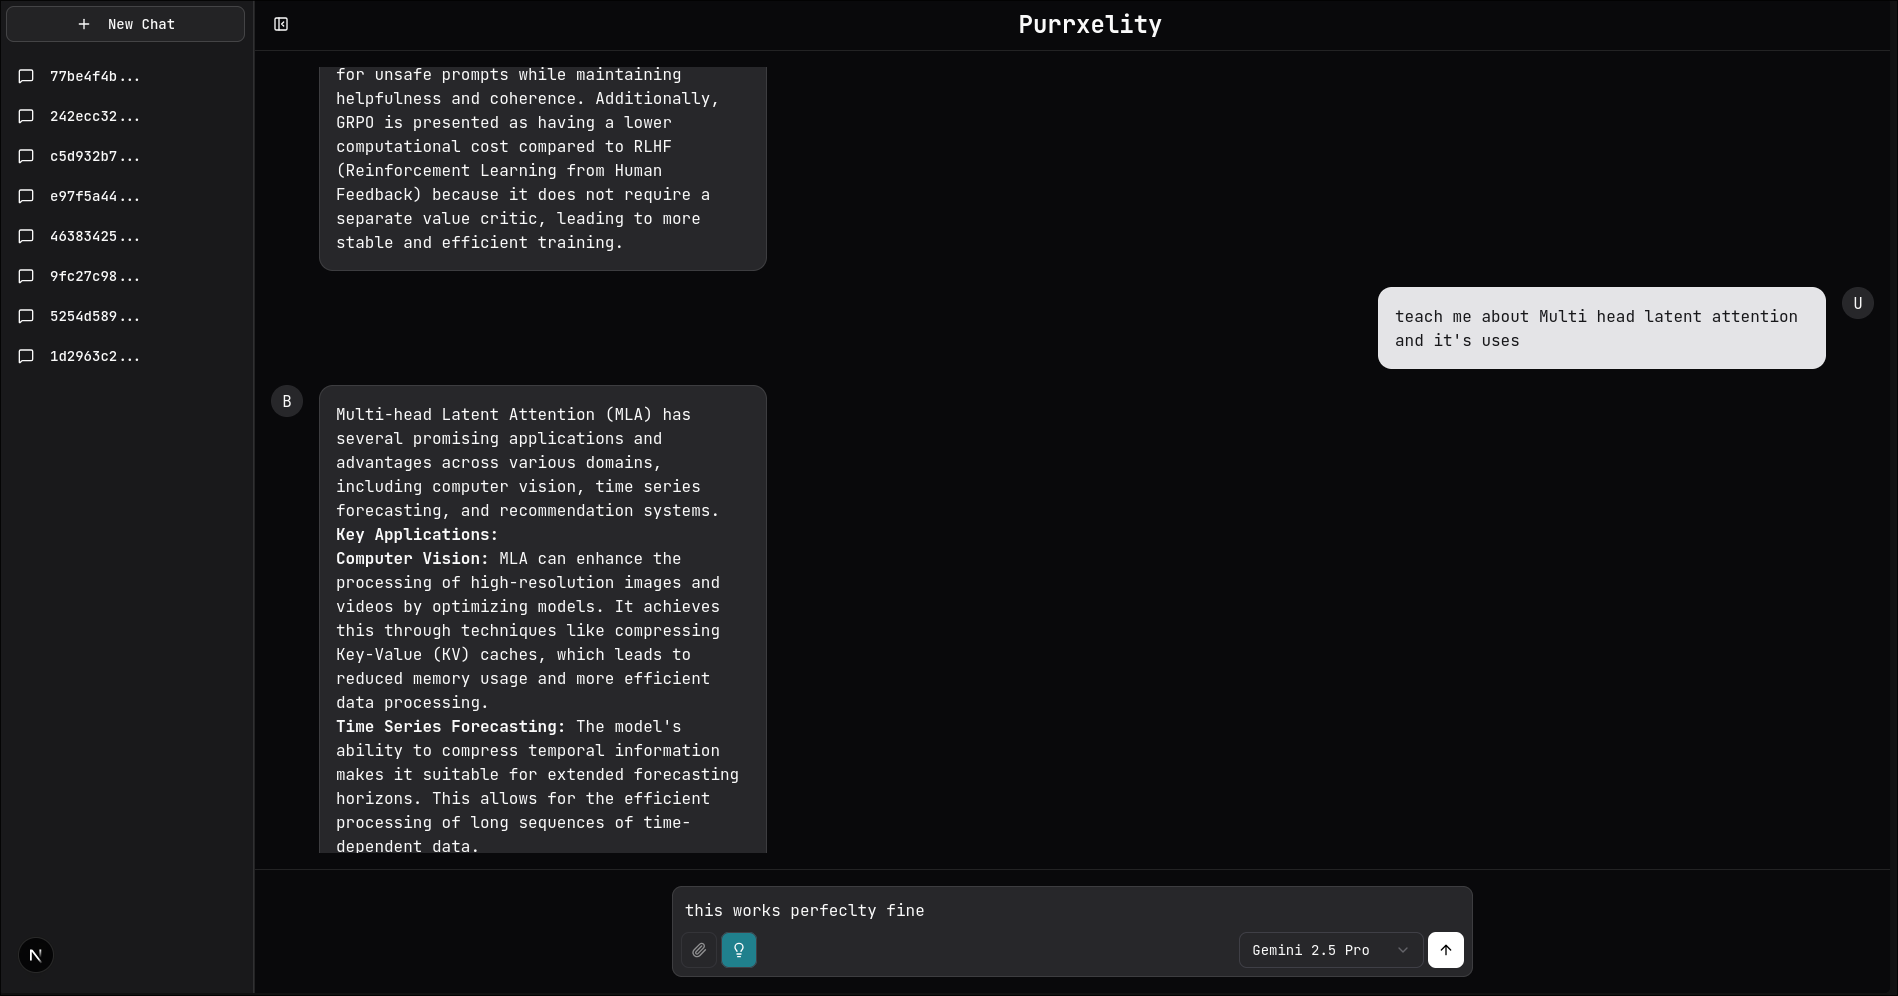 New Chat
77be4f4b...
242ecc32...
c5d932b7...
e97f5a44...
46383425...
9fc27c98...
5254d589...
1d2963c2...
N
Purrxelity
for unsafe prompts while maintaining
helpfulness and coherence. Additionally,
GRPO is presented as having a lower
computational cost compared to RLHF
(Reinforcement Learning from Human
Feedback) because it does not require a
separate value critic, leading to more
stable and efficient training.
teach me about Multi head latent attention
and it's uses
U
B
Multi-head Latent Attention (MLA) has
several promising applications and
advantages across various domains,
including computer vision, time series
forecasting, and recommendation systems.
Key Applications:
Computer Vision: MLA can enhance the
processing of high-resolution images and
videos by optimizing models. It achieves
this through techniques like compressing
Key-Value (KV) caches, which leads to
reduced memory usage and more efficient
data processing.
Time Series Forecasting: The model's
ability to compress temporal information
makes it suitable for extended forecasting
horizons. This allows for the efficient
processing of long sequences of time-
dependent data.
this works perfeclty fine
Gemini 2.5 Pro